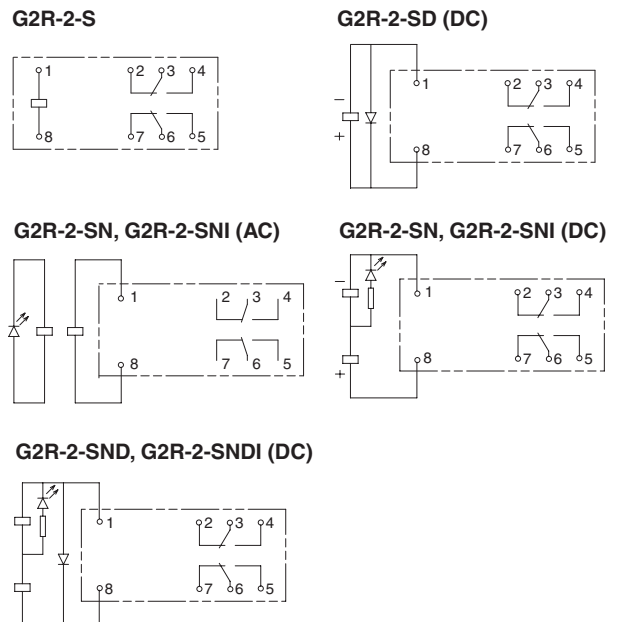 G2R-2-S
1 2 3 4
8 7 6 5
G2R-2-SD (DC)
1 2 3 4
−
+
8 7 6 5
G2R-2-SN, G2R-2-SNI (AC)
1 2 3 4
8 7 6 5
G2R-2-SN, G2R-2-SNI (DC)
−
1 2 3 4
8 7 6 5
+
G2R-2-SND, G2R-2-SNDI (DC)
1 2 3 4
8 7 6 5